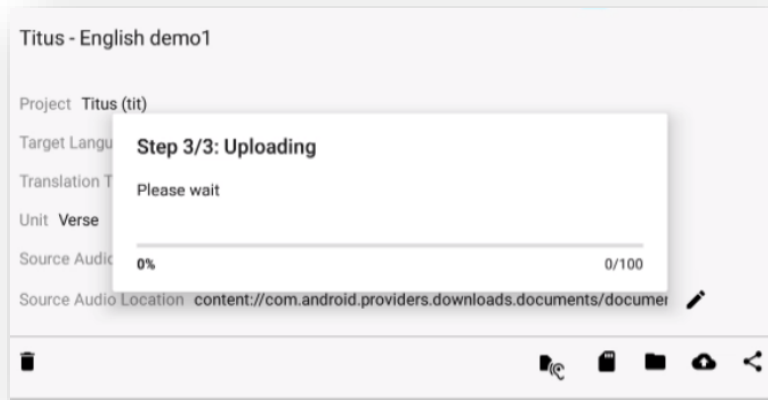 Titus - English demo1
Project Titus (tit)
Target Langu
Step 3/3: Uploading
Translation T
Please wait
Unit Verse
Source Audio
0% 0/100
Source Audio Location content://com.android.providers.downloads.documents/documen